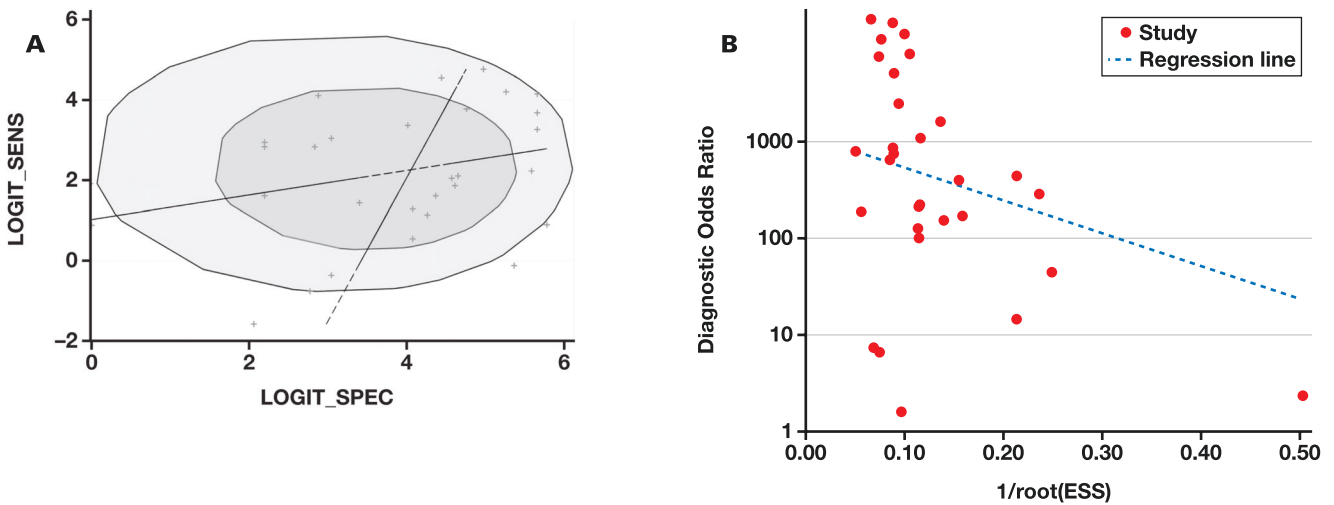 A
6
4
2
0
–2
LOGIT_SENS
0 2 4 6
LOGIT_SPEC
B
Study
Regression line
1000
100
10
1
Diagnostic Odds Ratio
0.00 0.10 0.20 0.30 0.40 0.50
1/root(ESS)